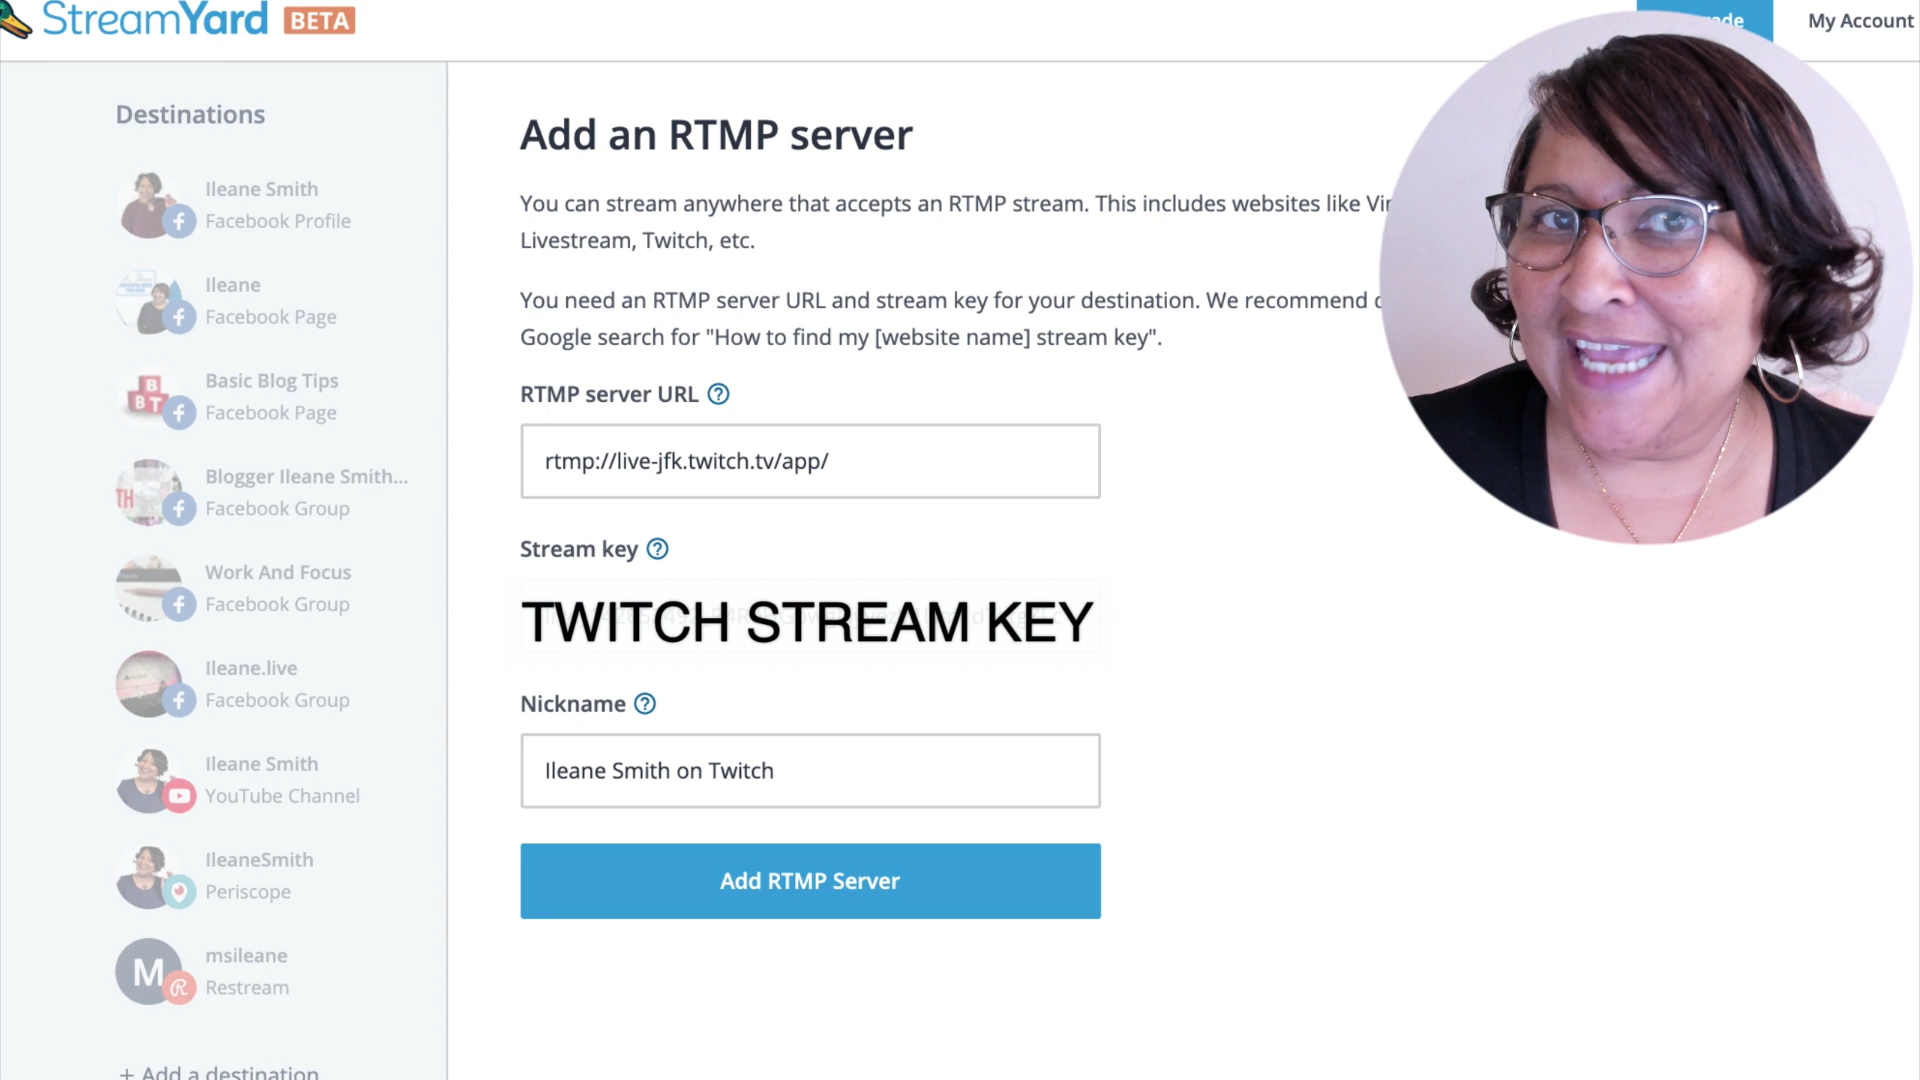 StreamYard BETA
My Account
Destinations
Ileane Smith
Facebook Profile
Ileane
Facebook Page
Basic Blog Tips
Facebook Page
Blogger Ileane Smith...
Facebook Group
Work And Focus
Facebook Group
Ileane.live
Facebook Group
Ileane Smith
YouTube Channel
IleaneSmith
Periscope
M
msileane
Restream
+ Add a destination
Add an RTMP server
You can stream anywhere that accepts an RTMP stream. This includes websites like
Livestream, Twitch, etc.
You need an RTMP server URL and stream key for your destination. We recommend
Google search for "How to find my [website name] stream key".
RTMP server URL ?
rtmp://live-jfk.twitch.tv/app/
Stream key ?
TWITCH STREAM KEY
Nickname ?
Ileane Smith on Twitch
Add RTMP Server